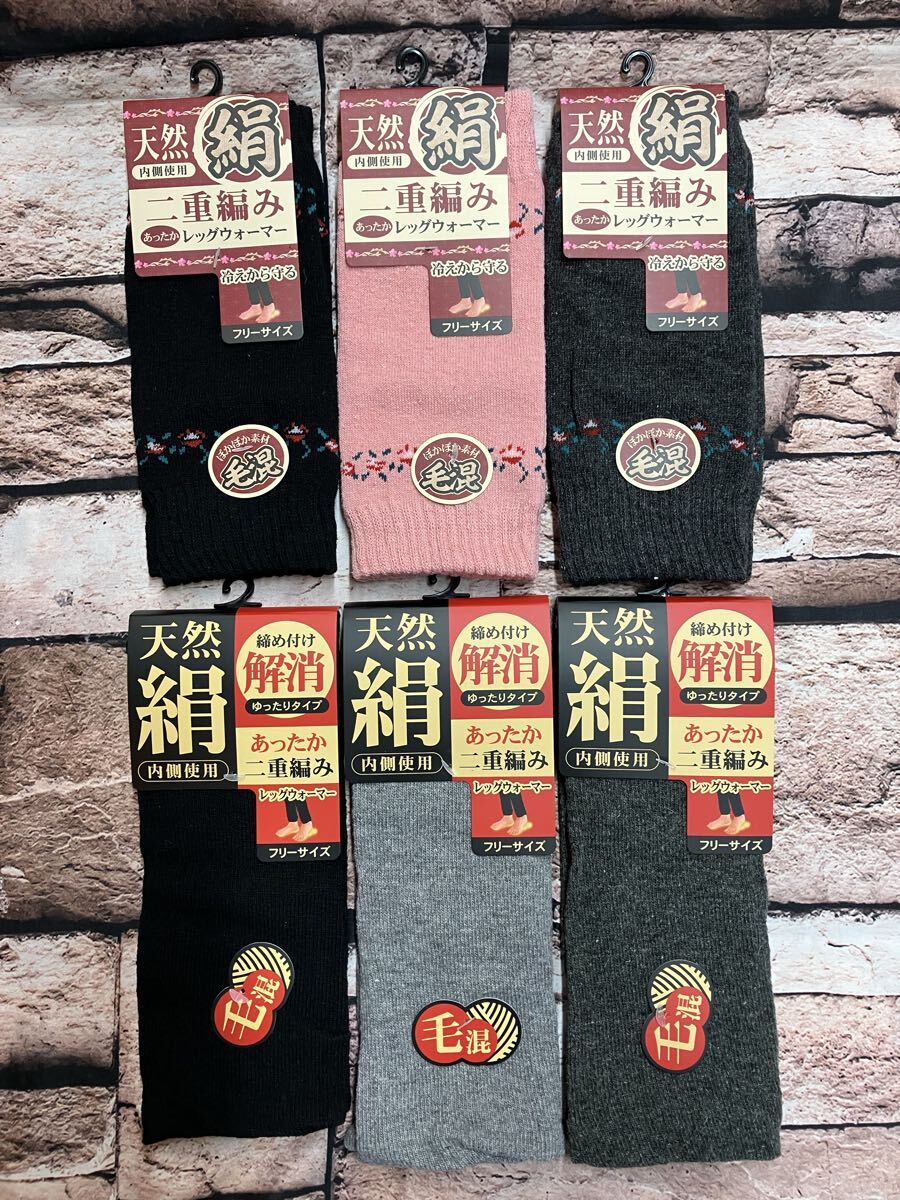 天然
絹
内側使用
二重編み
あったか レッグウォーマー
冷えから守る
フリーサイズ
ぽかぽか素材
毛混
天然
絹
内側使用
二重編み
あったか レッグウォーマー
冷えから守る
フリーサイズ
ぽかぽか素材
毛混
天然
絹
内側使用
二重編み
あったか レッグウォーマー
冷えから守る
フリーサイズ
ぽかぽか素材
毛混
天然
絹
内側使用
締め付け
解消
ゆったりタイプ
あったか
二重編み
レッグウォーマー
フリーサイズ
毛混
天然
絹
内側使用
締め付け
解消
ゆったりタイプ
あったか
二重編み
レッグウォーマー
フリーサイズ
毛混
天然
絹
内側使用
締め付け
解消
ゆったりタイプ
あったか
二重編み
レッグウォーマー
フリーサイズ
毛混